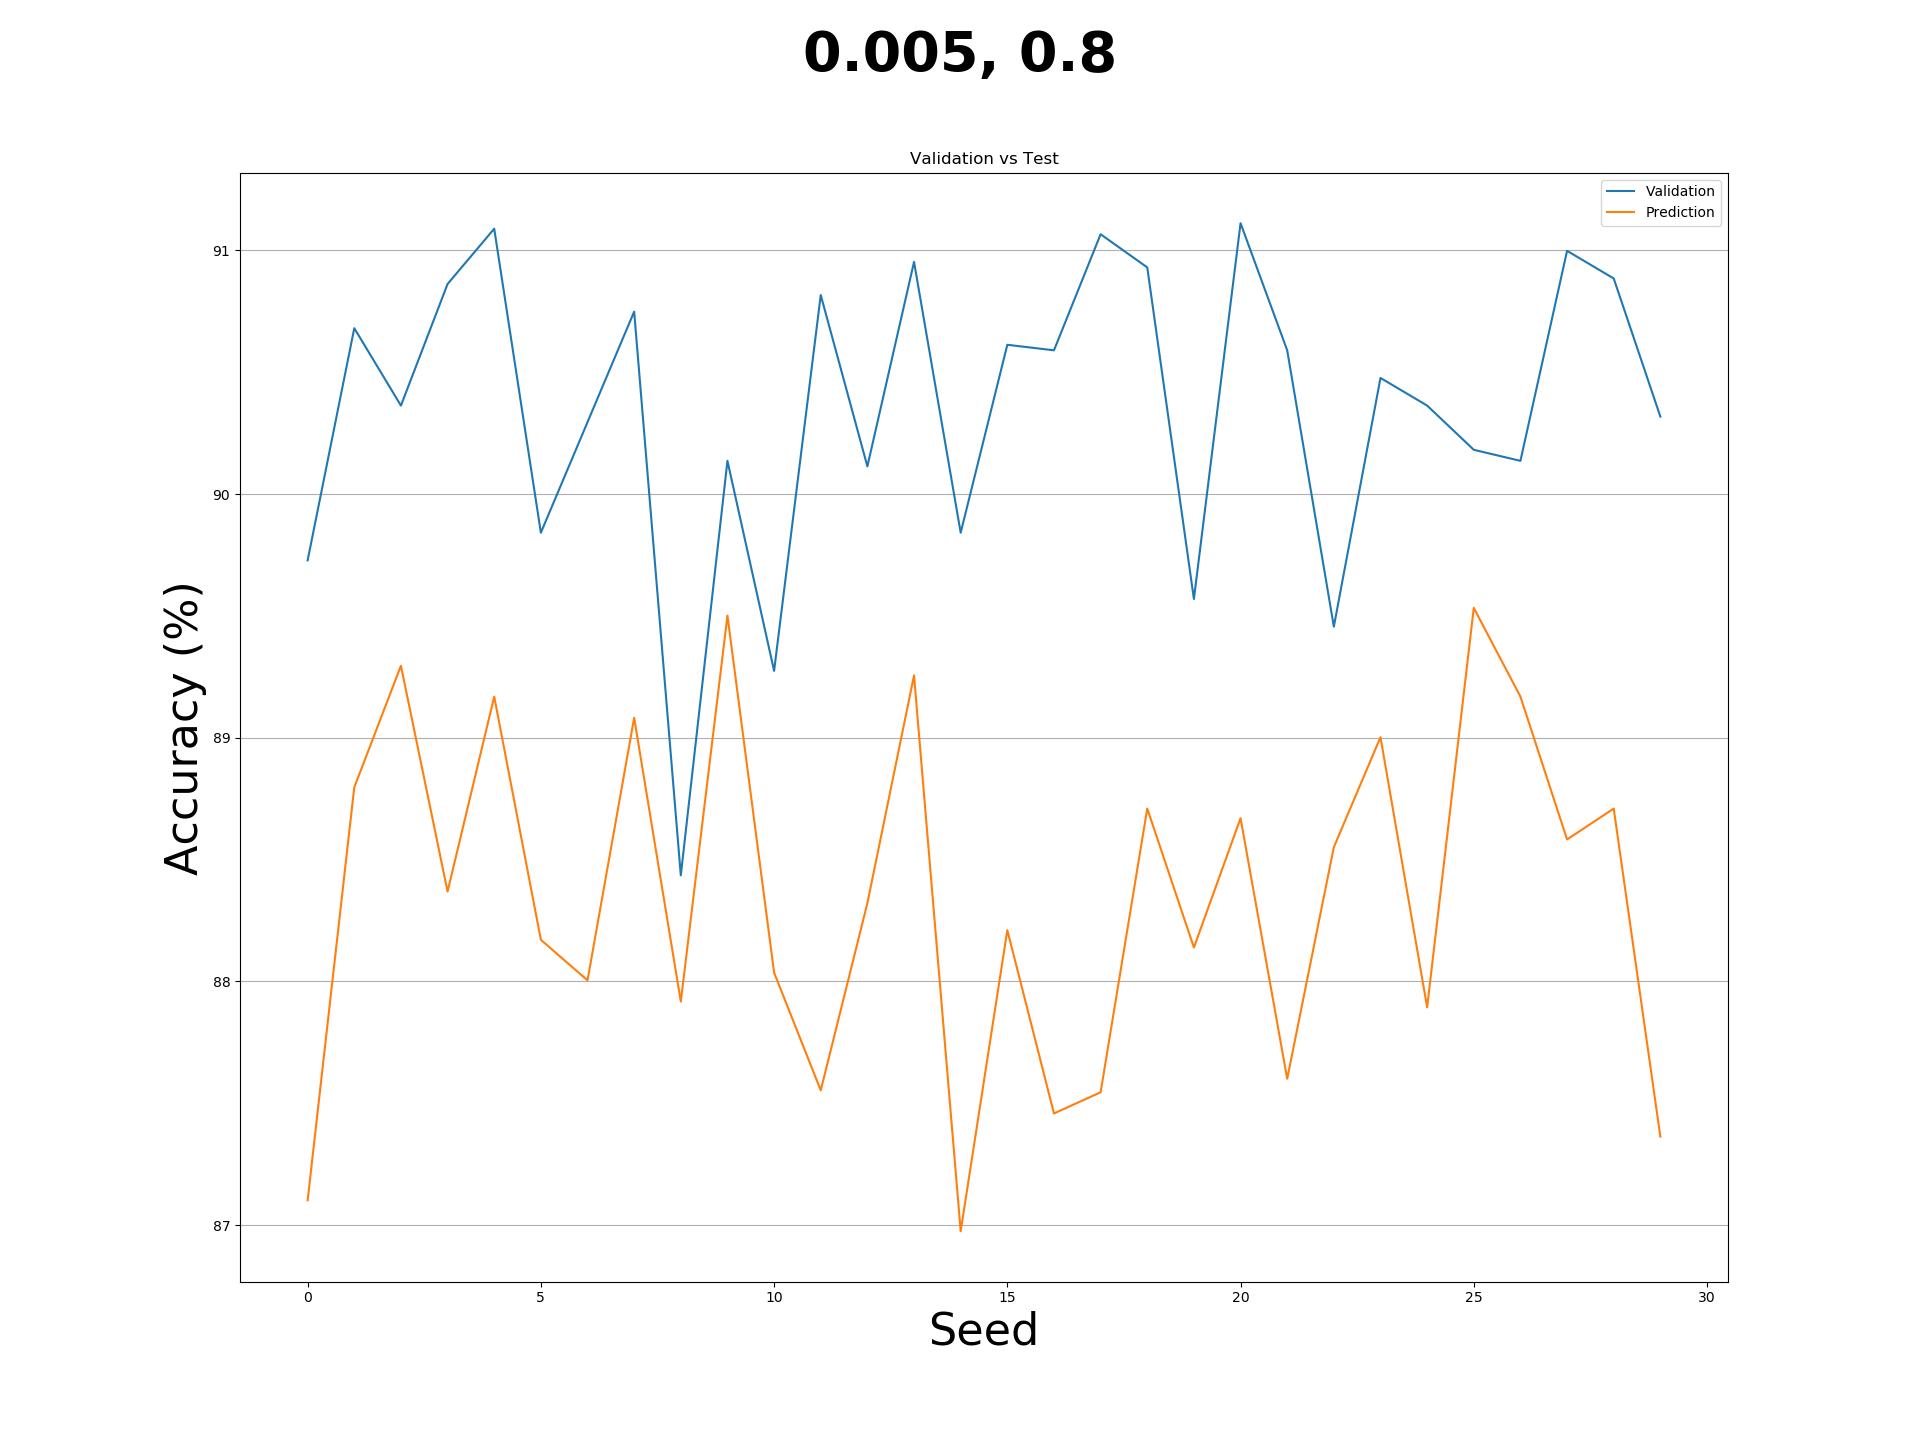 0.005, 0.8
Validation vs Test
Validation
Prediction
91
90
89
88
87
Accuracy (%)
0 5 10 15 20 25 30
Seed